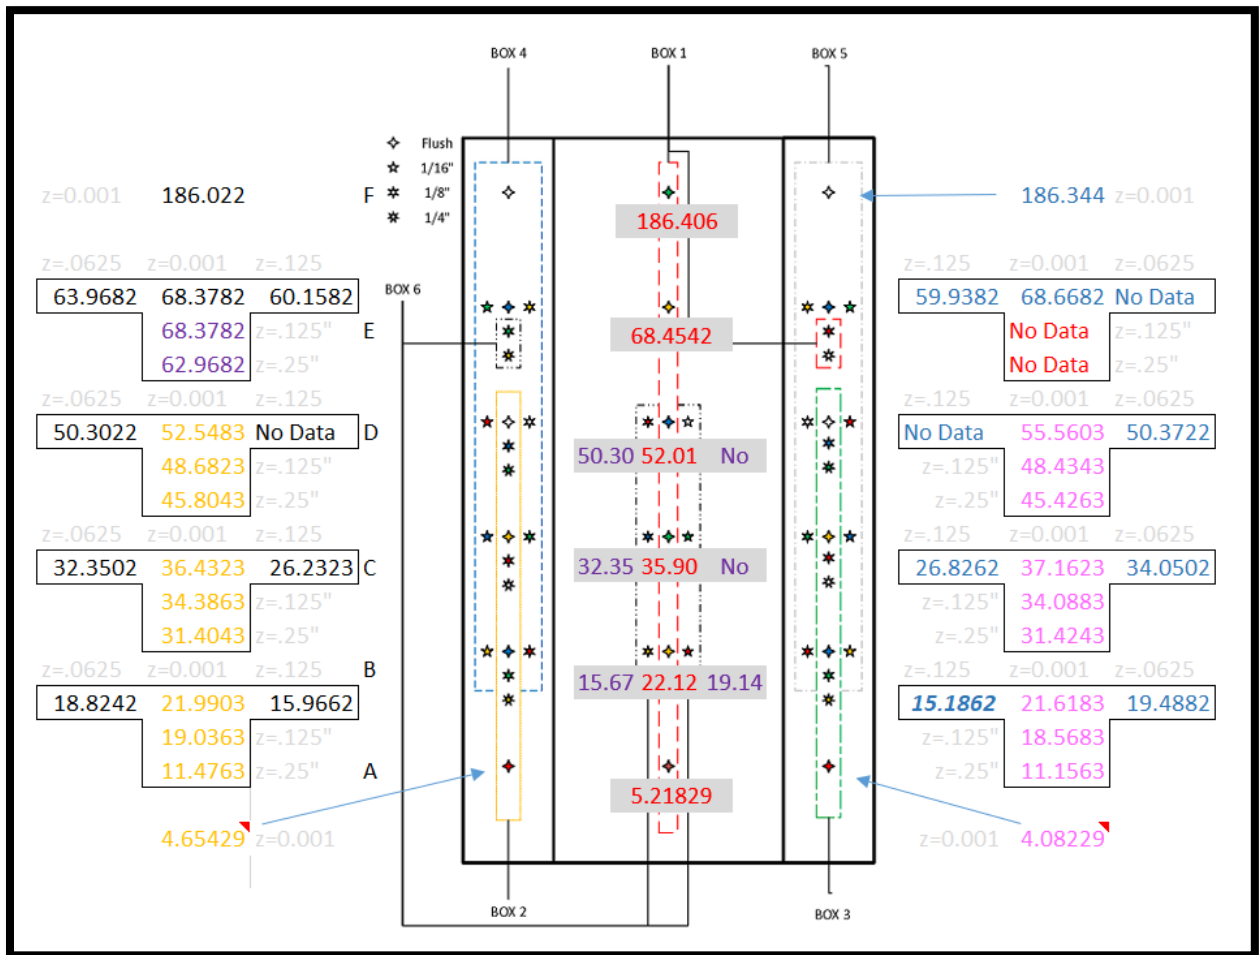 BOX 4 BOX 1 BOX 5
Flush
1/16"
z=0.001 186.022 F 1/8" 186.344 z=0.001
1/4"
186.406
z=.0625 z=0.001 z=.125 z=.125 z=0.001 z=.0625
63.9682 68.3782 60.1582 BOX 6 59.9382 68.6682 No Data
68.3782 z=.125" E 68.4542 No Data z=.125"
62.9682 z=.25" No Data z=.25"
z=.0625 z=0.001 z=.125 z=.125 z=0.001 z=.0625
50.3022 52.5483 No Data D No Data 55.5603 50.3722
50.30 52.01 No
48.6823 z=.125" z=.125" 48.4343
45.8043 z=.25" z=.25" 45.4263
z=.0625 z=0.001 z=.125 z=.125 z=0.001 z=.0625
32.3502 36.4323 26.2323 C 32.35 35.90 No 26.8262 37.1623 34.0502
34.3863 z=.125" z=.125" 34.0883
31.4043 z=.25" z=.25" 31.4243
z=.0625 z=0.001 z=.125 B z=.125 z=0.001 z=.0625
15.67 22.12 19.14
18.8242 21.9903 15.9662 15.1862 21.6183 19.4882
19.0363 z=.125" z=.125" 18.5683
11.4763 z=.25" A z=.25" 11.1563
5.21829
4.65429 z=0.001 z=0.001 4.08229
BOX 2 BOX 3